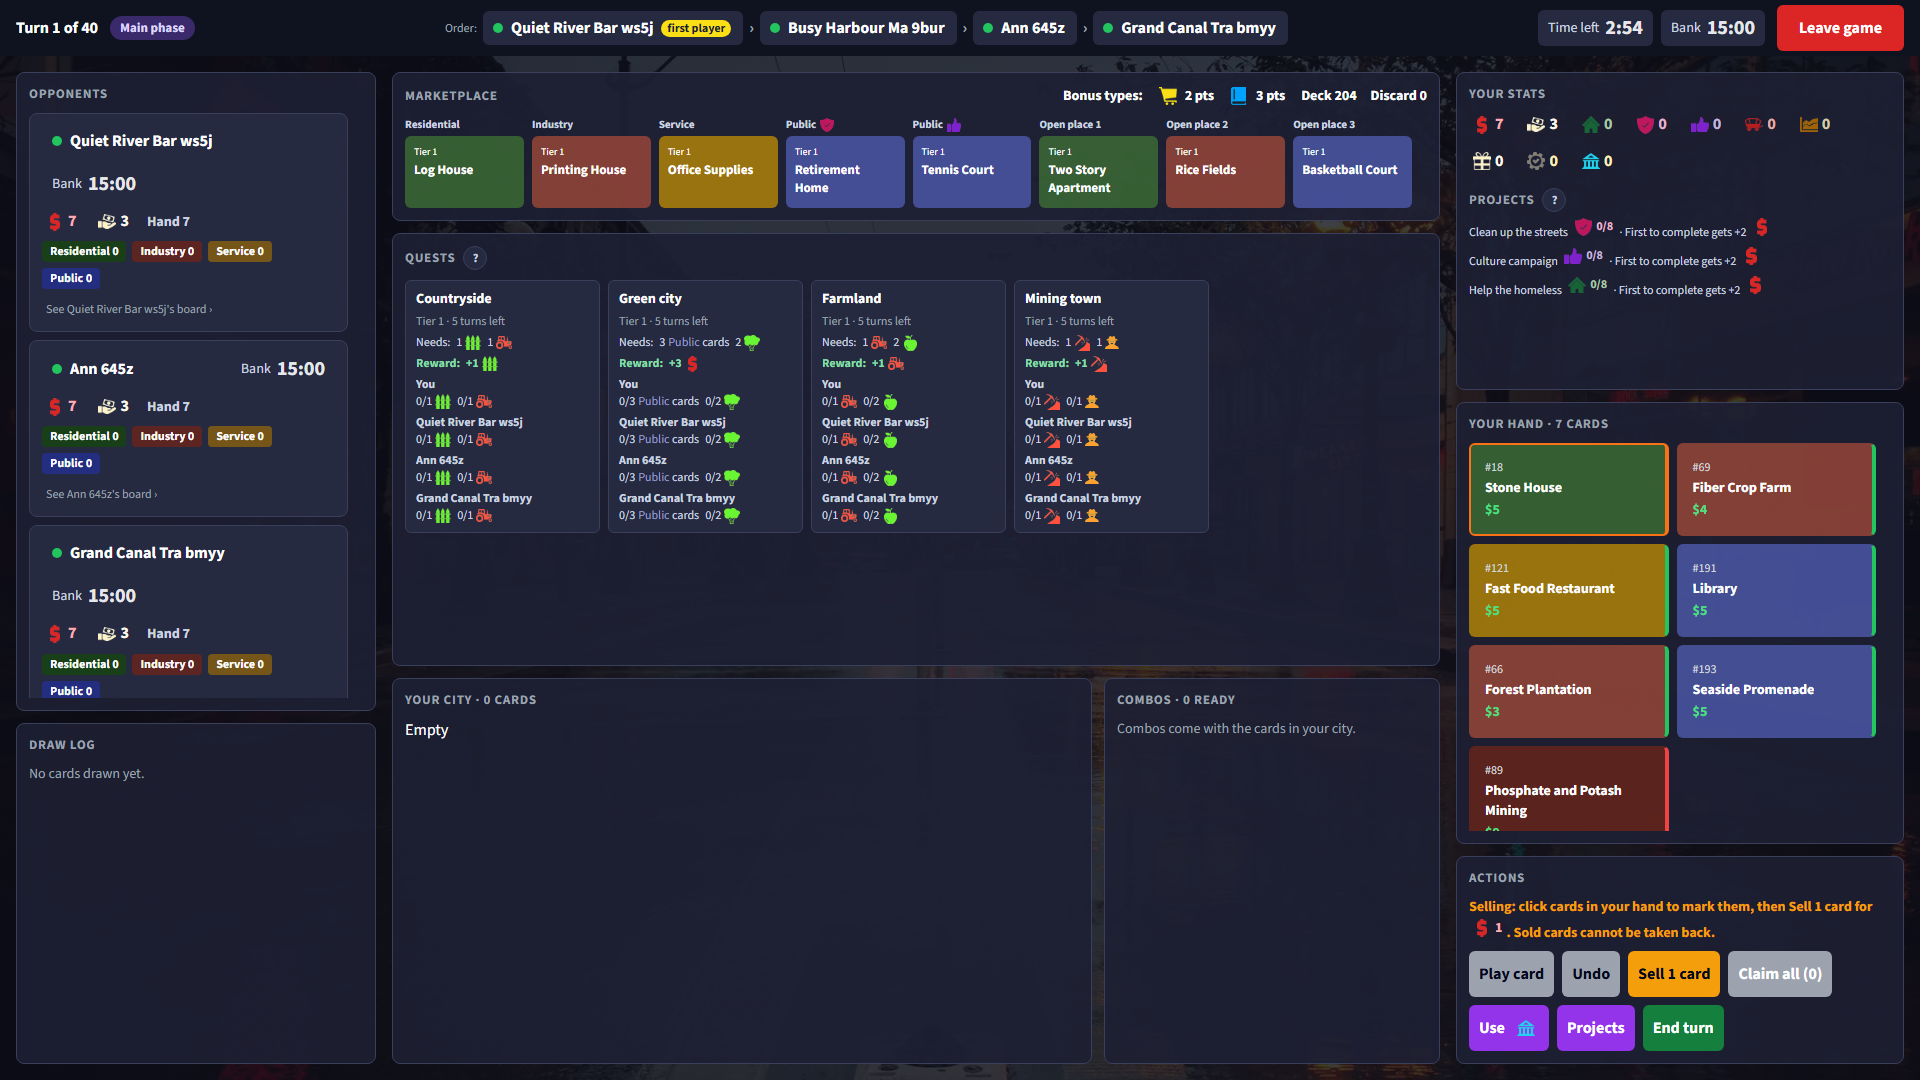 Turn 1 of 40 Main phase
Order: Quiet River Bar ws5j first player › Busy Harbour Ma 9bur › Ann 645z › Grand Canal Tra bmyy
Time left 2:54 Bank 15:00 Leave game
OPPONENTS
Quiet River Bar ws5j
Bank 15:00
7 3 Hand 7
Residential 0 Industry 0 Service 0
Public 0
See Quiet River Bar ws5j's board ›
Ann 645z Bank 15:00
7 3 Hand 7
Residential 0 Industry 0 Service 0
Public 0
See Ann 645z's board ›
Grand Canal Tra bmyy
Bank 15:00
7 3 Hand 7
Residential 0 Industry 0 Service 0
Public 0
DRAW LOG
No cards drawn yet.
MARKETPLACE
Bonus types: 2 pts 3 pts Deck 204 Discard 0
Residential Industry Service Public Public Open place 1 Open place 2 Open place 3
Tier 1
Log House
Tier 1
Printing House
Tier 1
Office Supplies
Tier 1
Retirement
Home
Tier 1
Tennis Court
Tier 1
Two Story
Apartment
Tier 1
Rice Fields
Tier 1
Basketball Court
QUESTS ?
Countryside
Tier 1 · 5 turns left
Needs: 1 1
Reward: +1
You
0/1 0/1
Quiet River Bar ws5j
0/1 0/1
Ann 645z
0/1 0/1
Grand Canal Tra bmyy
0/1 0/1
Green city
Tier 1 · 5 turns left
Needs: 3 Public cards 2
Reward: +3
You
0/3 Public cards 0/2
Quiet River Bar ws5j
0/3 Public cards 0/2
Ann 645z
0/3 Public cards 0/2
Grand Canal Tra bmyy
0/3 Public cards 0/2
Farmland
Tier 1 · 5 turns left
Needs: 1 2
Reward: +1
You
0/1 0/2
Quiet River Bar ws5j
0/1 0/2
Ann 645z
0/1 0/2
Grand Canal Tra bmyy
0/1 0/2
Mining town
Tier 1 · 5 turns left
Needs: 1 1
Reward: +1
You
0/1 0/1
Quiet River Bar ws5j
0/1 0/1
Ann 645z
0/1 0/1
Grand Canal Tra bmyy
0/1 0/1
YOUR CITY · 0 CARDS
Empty
COMBOS · 0 READY
Combos come with the cards in your city.
YOUR STATS
7 3 0 0 0 0 0
0 0 0
PROJECTS ?
Clean up the streets 0/8 · First to complete gets +2
Culture campaign 0/8 · First to complete gets +2
Help the homeless 0/8 · First to complete gets +2
YOUR HAND · 7 CARDS
#18
Stone House
$5
#69
Fiber Crop Farm
$4
#121
Fast Food Restaurant
$5
#191
Library
$5
#66
Forest Plantation
$3
#193
Seaside Promenade
$5
#89
Phosphate and Potash
Mining
ACTIONS
Selling: click cards in your hand to mark them, then Sell 1 card for
1 . Sold cards cannot be taken back.
Play card Undo Sell 1 card Claim all (0)
Use Projects End turn